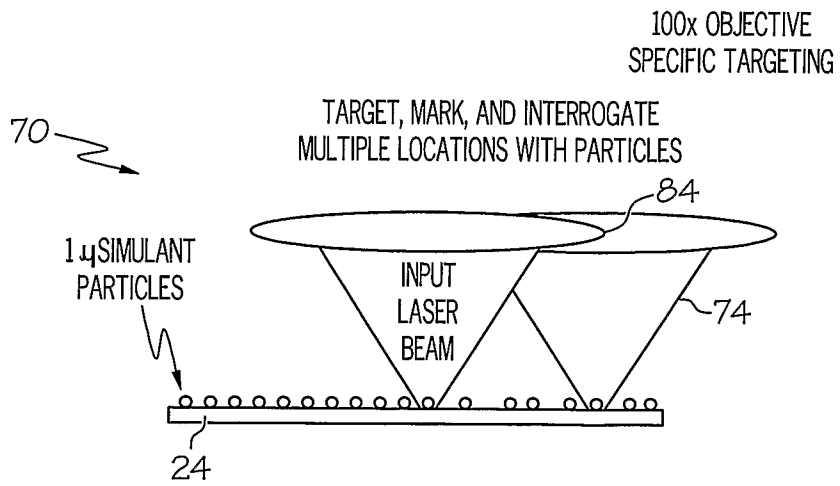 100x OBJECTIVE
SPECIFIC TARGETING
TARGET, MARK, AND INTERROGATE
MULTIPLE LOCATIONS WITH PARTICLES
70
84
1μSIMULANT
PARTICLES
INPUT
LASER
BEAM
74
24